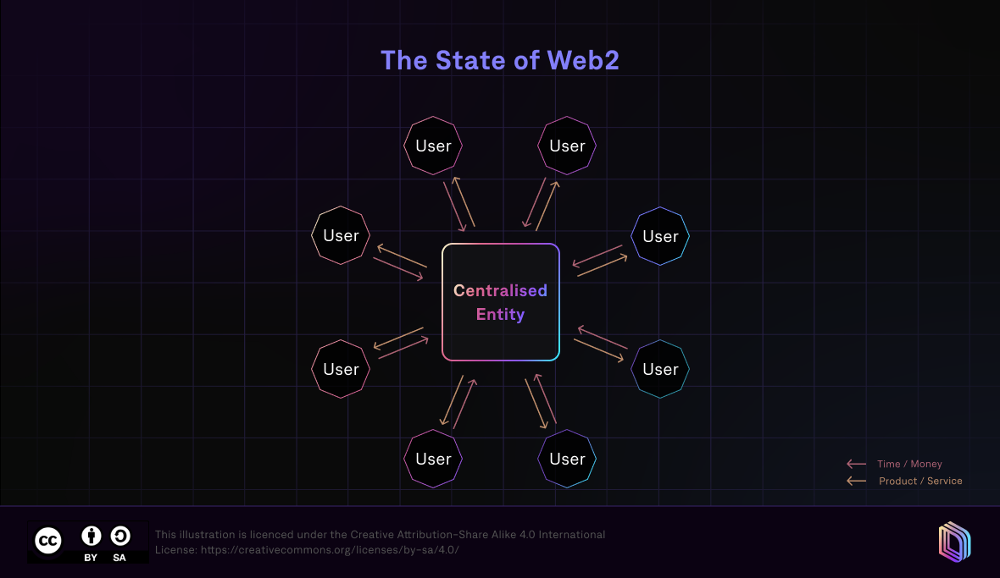 The State of Web2
User
User
User
User
Centralised
Entity
User
User
User
User
Time / Money
Product / Service
CC
BY
SA
This illustration is licenced under the Creative Attribution-Share Alike 4.0 International
License: https://creativecommons.org/licenses/by-sa/4.0/